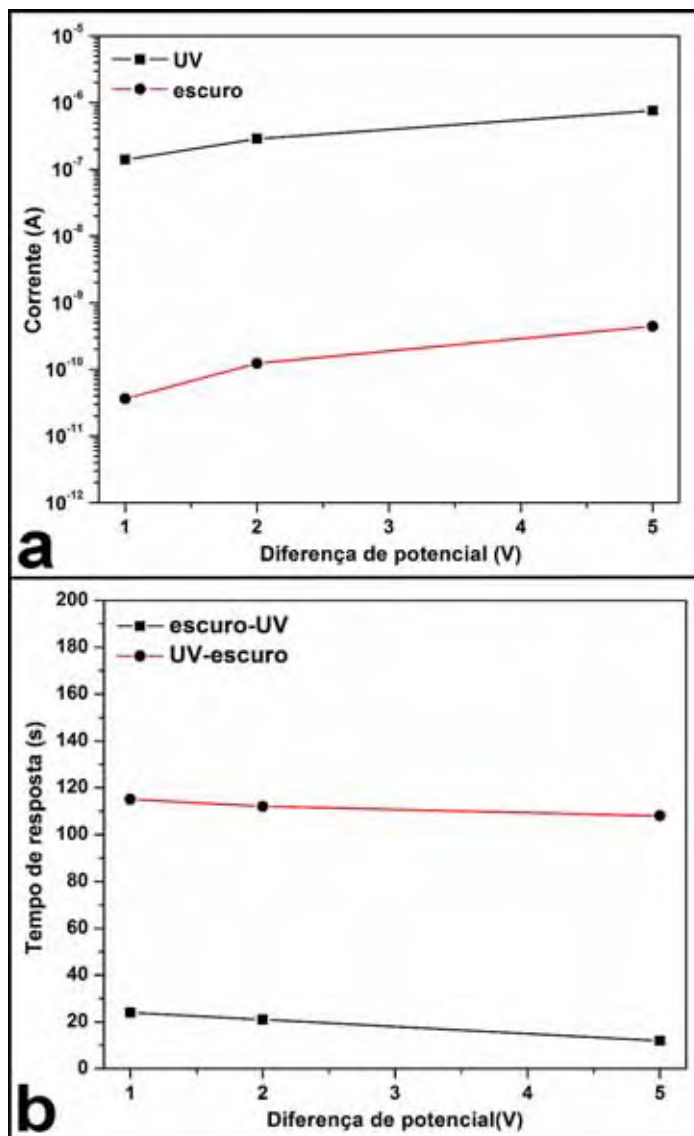 10^-5
UV
escuro
10^-6
10^-7
10^-8
10^-9
10^-10
10^-11
10^-12
Corrente (A)
1 2 3 4 5
Diferença de potencial (V)
a
200
escuro-UV
UV-escuro
180
160
140
120
100
80
60
40
20
0
Tempo de resposta (s)
1 2 3 4 5
Diferença de potencial(V)
b